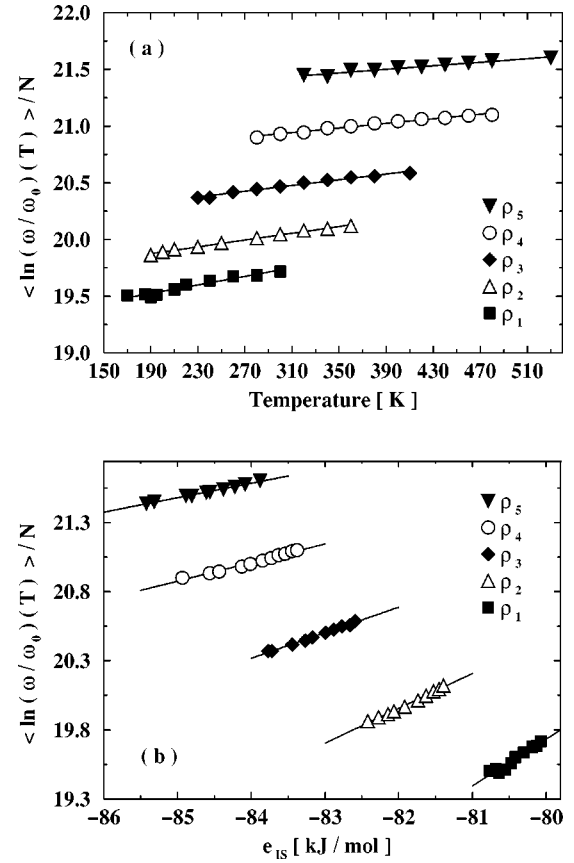 22.0
21.5
21.0
20.5
20.0
19.5
19.0
( a )
< ln ( ω / ω₀ ) ( T ) > / N
ρ₅
ρ₄
ρ₃
ρ₂
ρ₁
150 190 230 270 310 350 390 430 470 510
Temperature [ K ]
21.3
20.8
20.3
19.8
19.3
< ln ( ω / ω₀ ) ( T ) > / N
ρ₅
ρ₄
ρ₃
ρ₂
ρ₁
( b )
−86 −85 −84 −83 −82 −81 −80
e_IS [ kJ / mol ]